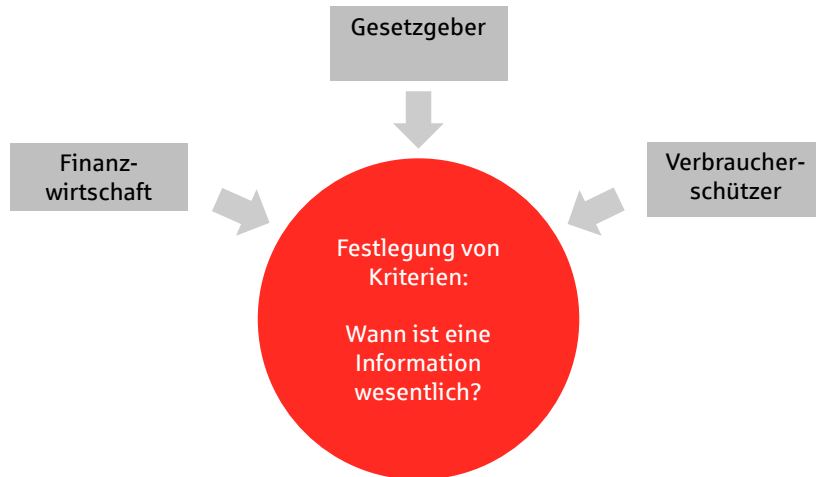 Gesetzgeber
Finanz-
wirtschaft
Verbraucher-
schützer
Festlegung von
Kriterien:
Wann ist eine
Information
wesentlich?